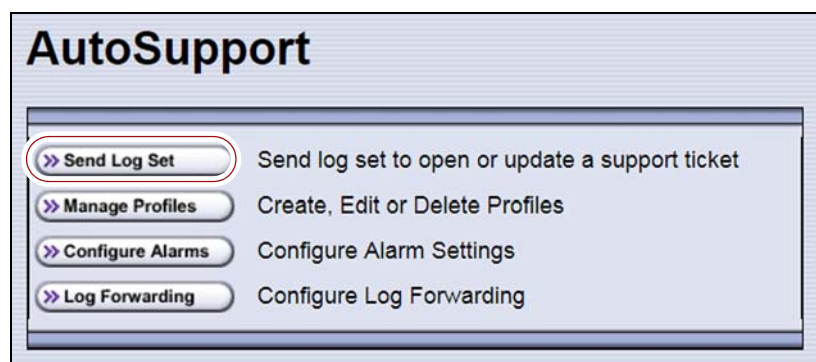 AutoSupport
>> Send Log Set Send log set to open or update a support ticket
>> Manage Profiles Create, Edit or Delete Profiles
>> Configure Alarms Configure Alarm Settings
>> Log Forwarding Configure Log Forwarding